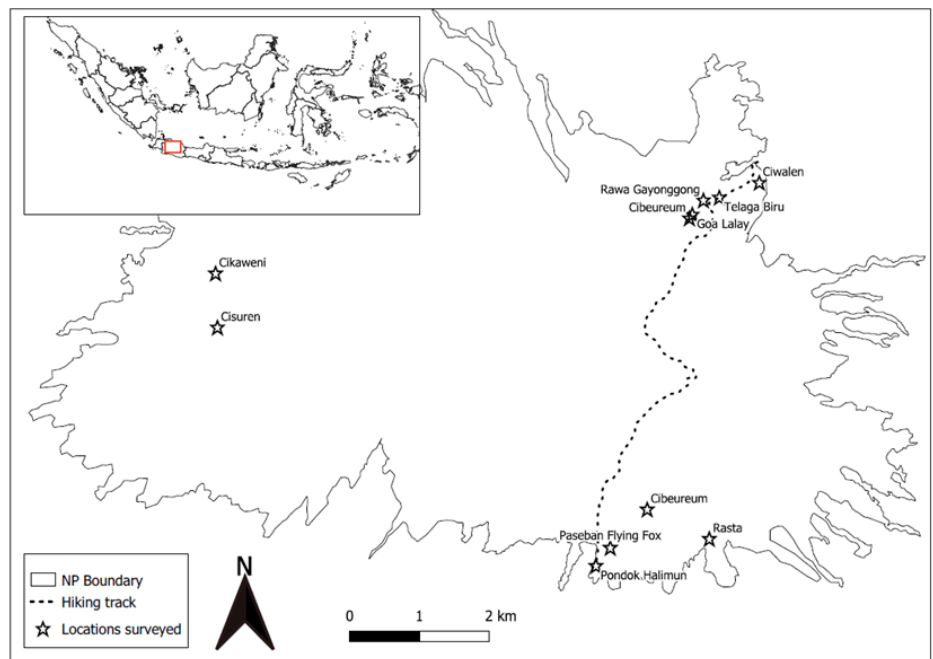 Ciwalen
Rawa Gayonggong
Telaga Biru
Cibeureum
Goa Lalay
Cikaweni
Cisuren
Cibeureum
Rasta
Paseban Flying Fox
Pondok Halimun
NP Boundary
Hiking track
Locations surveyed
N
0 1 2 km